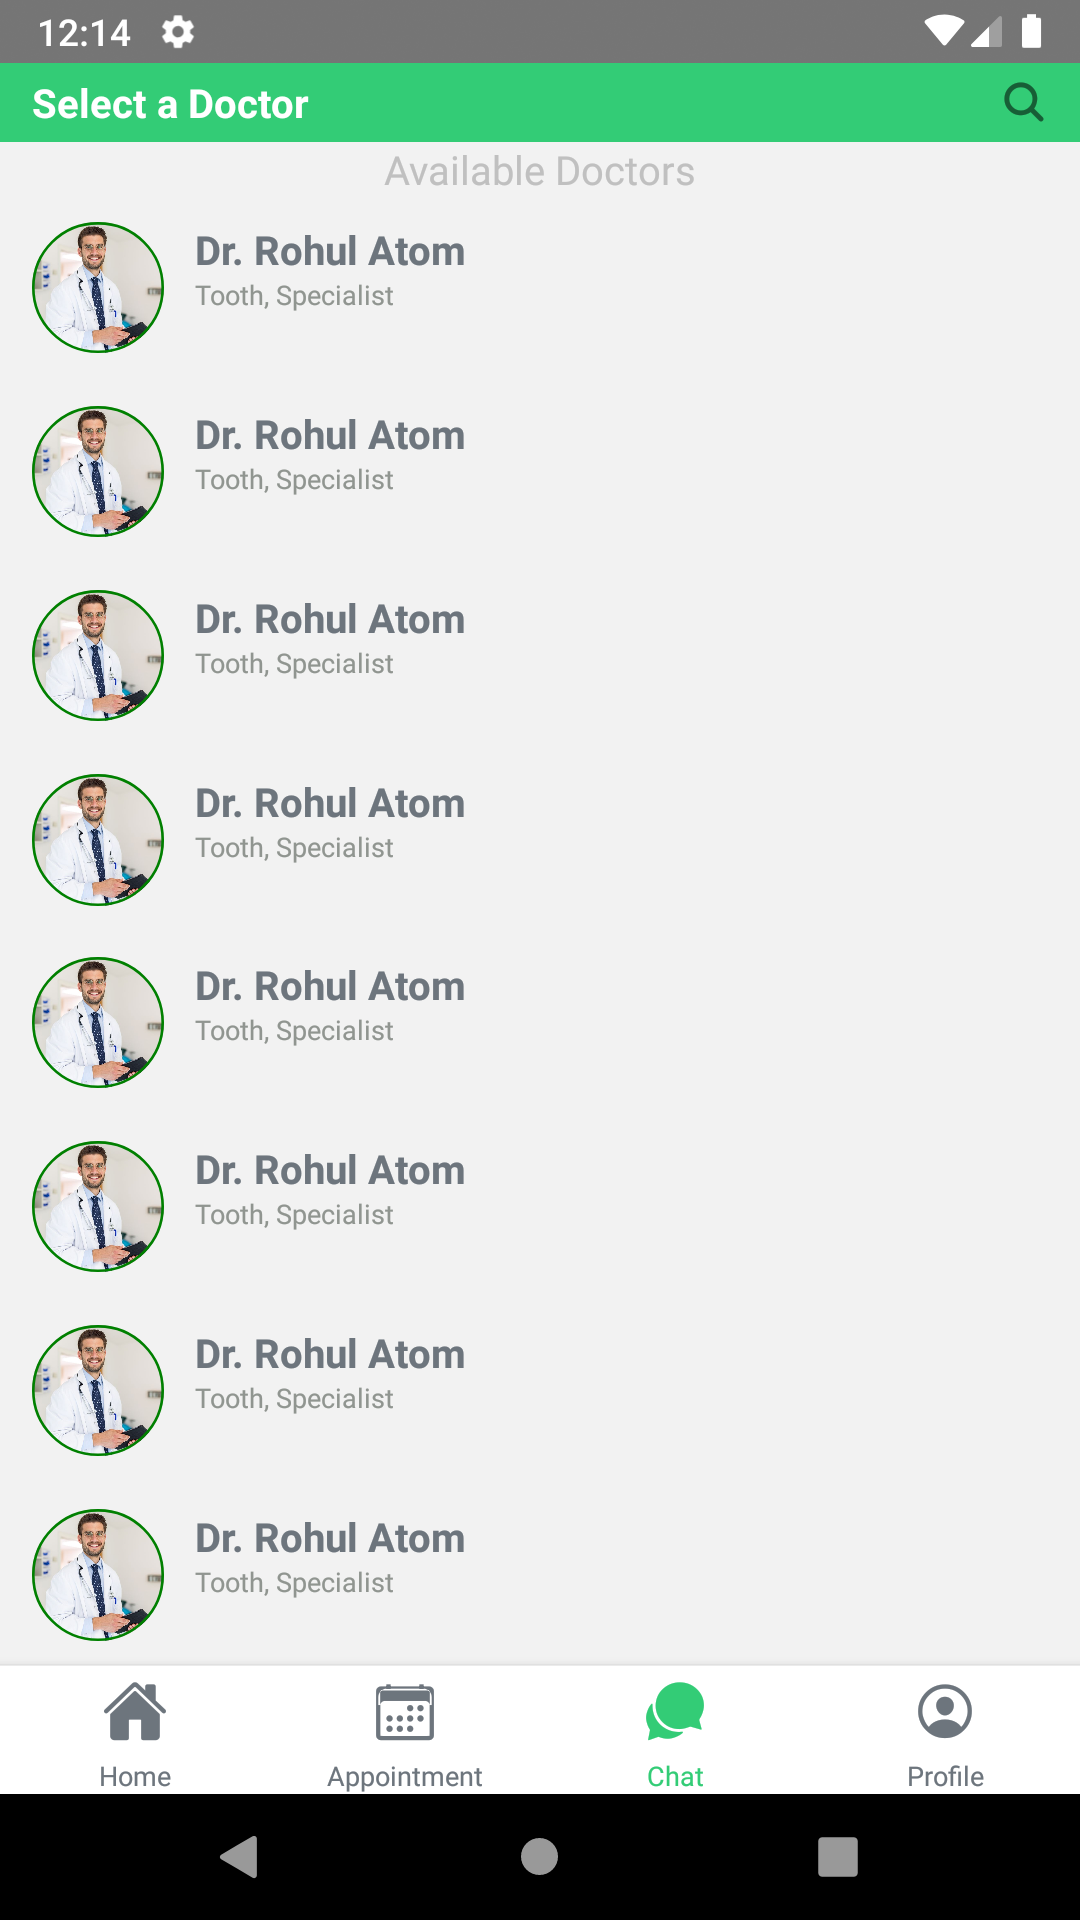 12:14
Select a Doctor
Available Doctors
Dr. Rohul Atom
Tooth, Specialist
Dr. Rohul Atom
Tooth, Specialist
Dr. Rohul Atom
Tooth, Specialist
Dr. Rohul Atom
Tooth, Specialist
Dr. Rohul Atom
Tooth, Specialist
Dr. Rohul Atom
Tooth, Specialist
Dr. Rohul Atom
Tooth, Specialist
Dr. Rohul Atom
Tooth, Specialist
Home Appointment Chat Profile